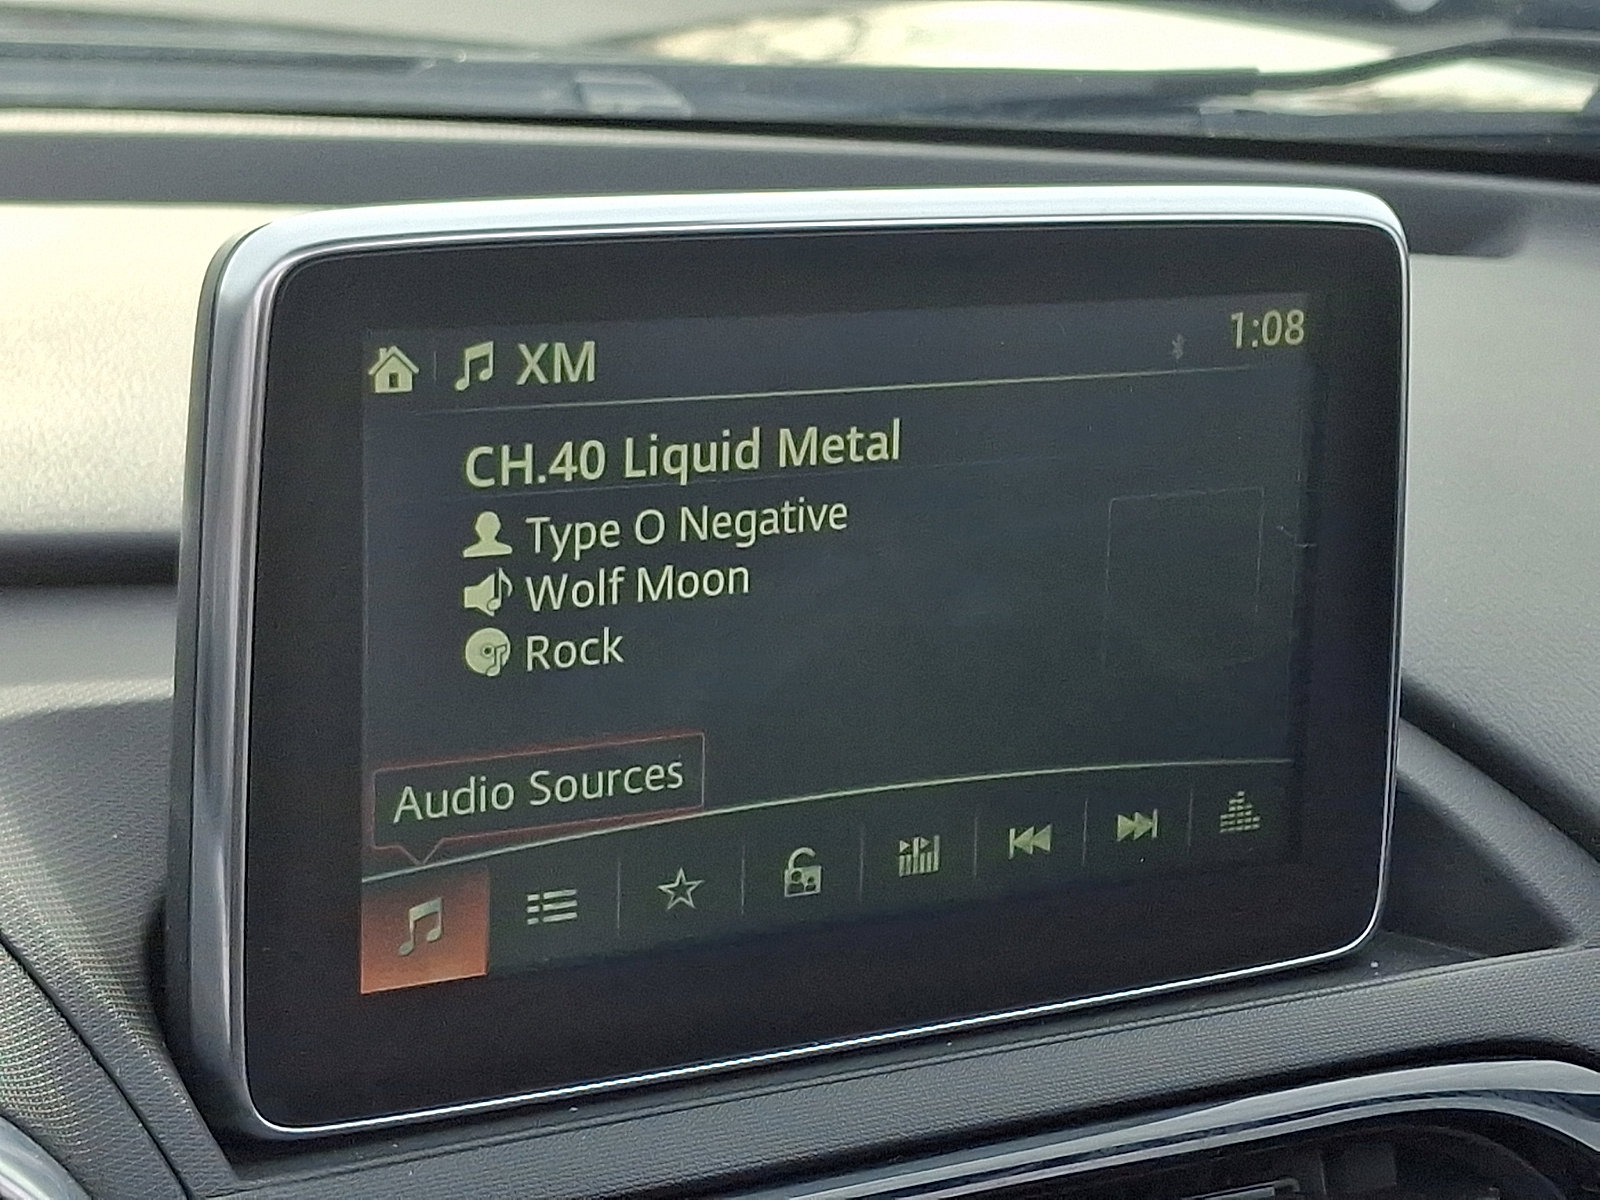 XM
1:08
CH.40 Liquid Metal
Type O Negative
Wolf Moon
Rock
Audio Sources